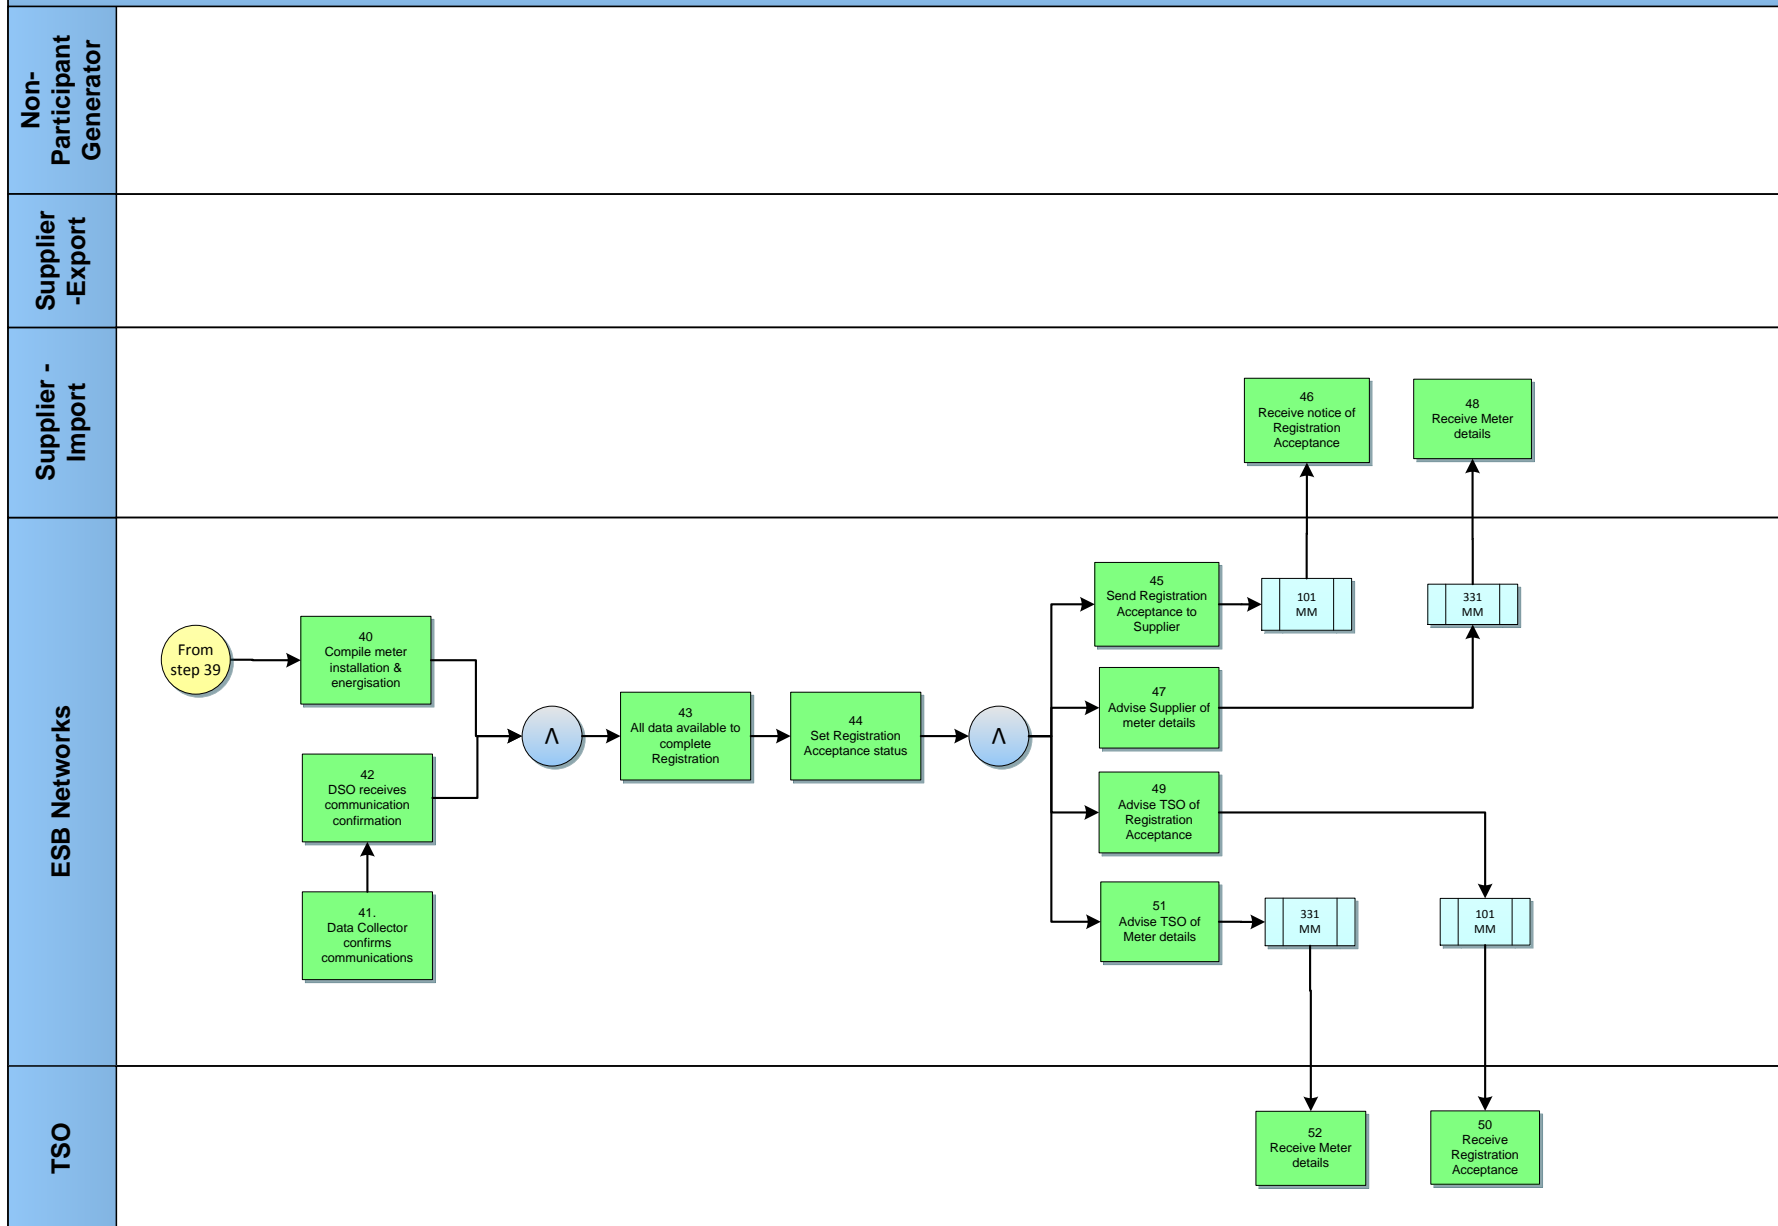 Non-
Participant
Generator
Supplier
-Export
Supplier -
Import
46
Receive notice of
Registration
Acceptance
48
Receive Meter
details
ESB Networks
From
step 39
40
Compile meter
installation &
energisation
42
DSO receives
communication
confirmation
41.
Data Collector
confirms
communications
Λ
43
All data available to
complete
Registration
44
Set Registration
Acceptance status
Λ
45
Send Registration
Acceptance to
Supplier
101
MM
331
MM
47
Advise Supplier of
meter details
49
Advise TSO of
Registration
Acceptance
51
Advise TSO of
Meter details
331
MM
101
MM
TSO
52
Receive Meter
details
50
Receive
Registration
Acceptance